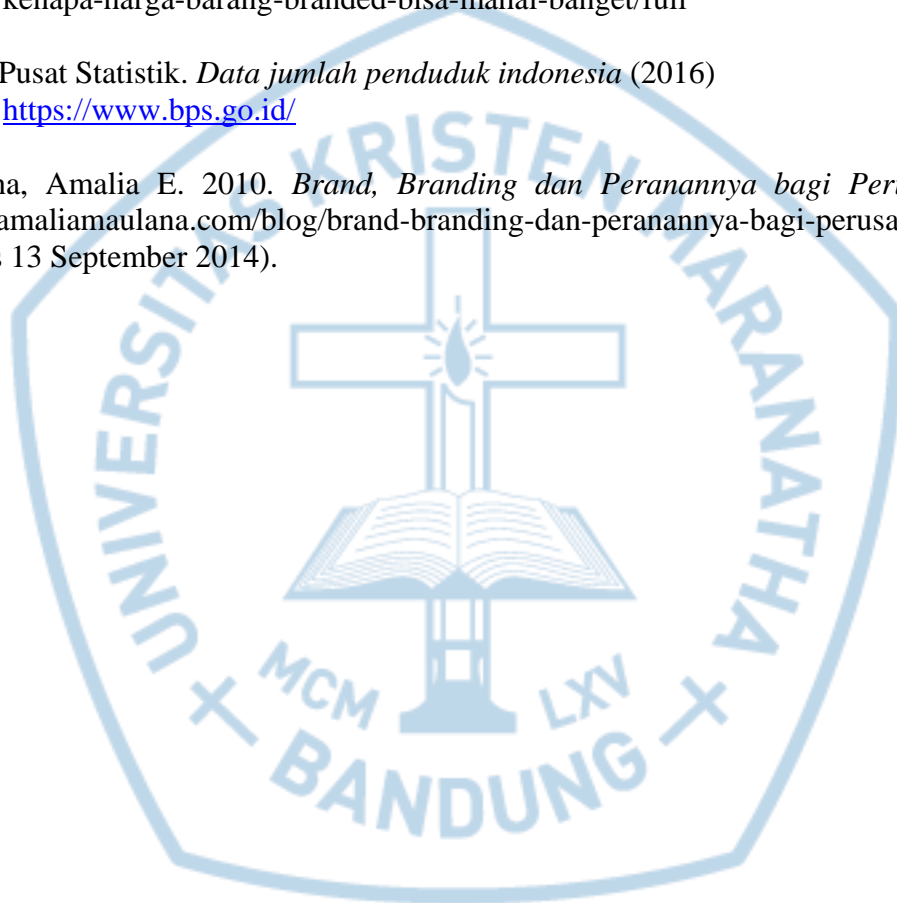 kenapa-harga-barang-branded-bisa-mahal-banget/full
Pusat Statistik. Data jumlah penduduk indonesia (2016)
https://www.bps.go.id/
na, Amalia E. 2010. Brand, Branding dan Peranannya bagi Per
amaliamaulana.com/blog/brand-branding-dan-peranannya-bagi-perusa
s 13 September 2014).
UNIVERSITAS KRISTEN MARANATHA
MCM LXV
BANDUNG